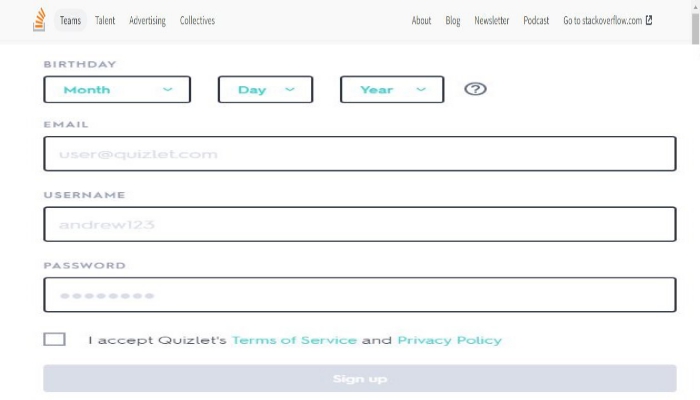 Teams Talent Advertising Collectives About Blog Newsletter Podcast Go to stackoverflow.com
BIRTHDAY
Month Day Year ?
EMAIL
user@quizlet.com
USERNAME
andrew123
PASSWORD
●●●●●●●●
I accept Quizlet's Terms of Service and Privacy Policy
Sign up